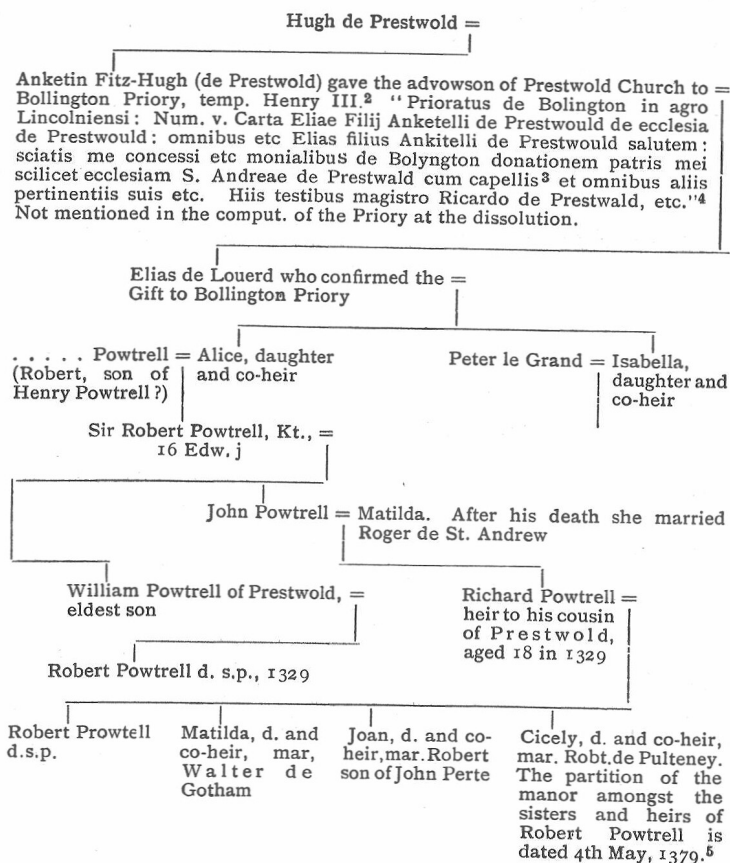 Hugh de Prestwold =
Anketin Fitz-Hugh (de Prestwold) gave the advowson of Prestwold Church to =
Bollington Priory, temp. Henry III.² “ Prioratus de Bolington in agro
Lincolniensi : Num. v. Carta Eliae Filij Anketelli de Prestwould de ecclesia
de Prestwould : omnibus etc Elias filius Ankitelli de Prestwould salutem :
sciatis me concessi etc monialibus de Bolyngton donationem patris mei
scilicet ecclesiam S. Andreae de Prestwald cum capellis³ et omnibus aliis
pertinentiis suis etc. Hiis testibus magistro Ricardo de Prestwald, etc.”⁴
Not mentioned in the comput. of the Priory at the dissolution.
Elias de Louerd who confirmed the =
Gift to Bollington Priory
. . . . . Powtrell = Alice, daughter
(Robert, son of and co-heir
Henry Powtrell ?)
Peter le Grand = Isabella,
daughter and
co-heir
Sir Robert Powtrell, Kt., =
16 Edw. j
John Powtrell = Matilda. After his death she married
Roger de St. Andrew
William Powtrell of Prestwold, =
eldest son
Richard Powtrell =
heir to his cousin
of Prestwold,
aged 18 in 1329
Robert Powtrell d. s.p., 1329
Robert Prowtell
d.s.p.
Matilda, d. and
co-heir, mar,
Walter de
Gotham
Joan, d. and co-
heir,mar.Robert
son of John Perte
Cicely, d. and co-heir,
mar. Robt.de Pulteney.
The partition of the
manor amongst the
sisters and heirs of
Robert Powtrell is
dated 4th May, 1379.⁵